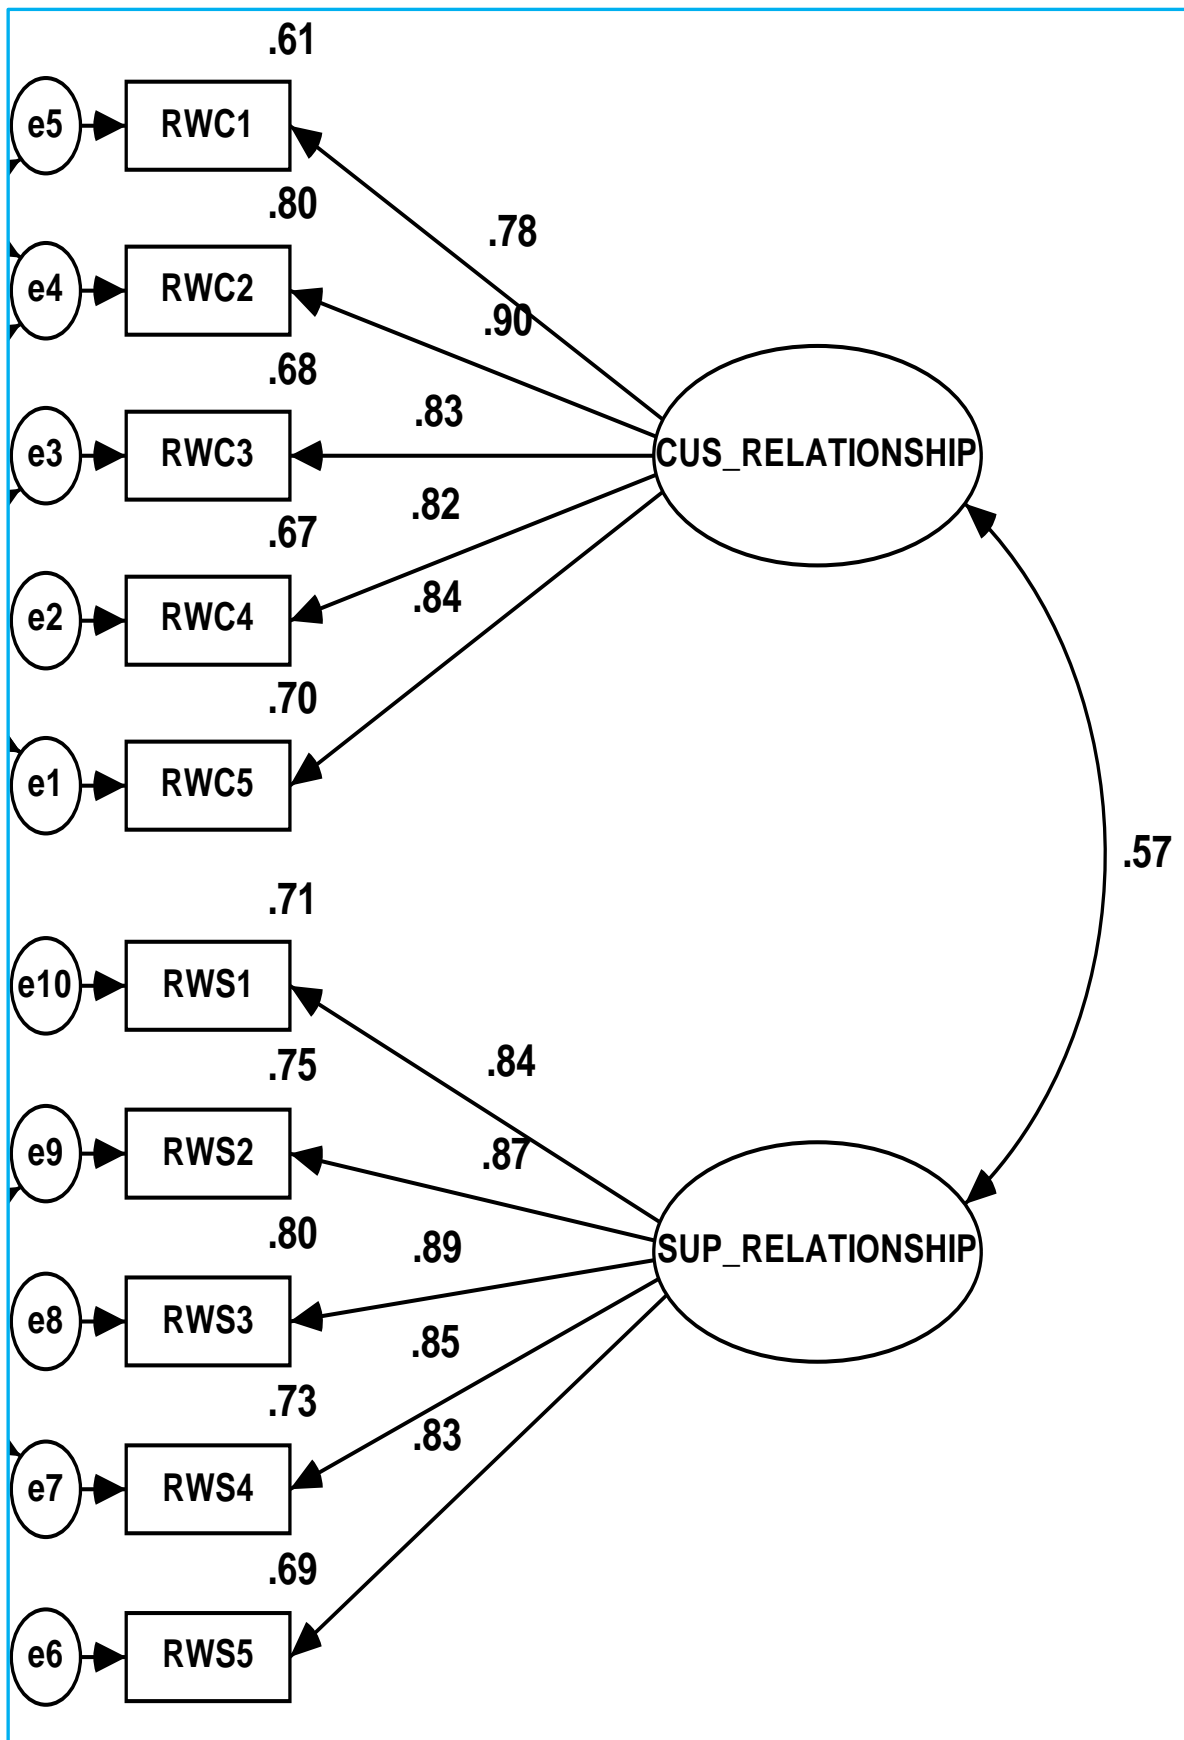 .61
e5
RWC1
.80
.78
e4
RWC2
.90
.68
.83
e3
RWC3
CUS_RELATIONSHIP
.67
.82
e2
RWC4
.84
.70
e1
RWC5
.57
.71
e10
RWS1
.75
.84
e9
RWS2
.87
.80
.89
SUP_RELATIONSHIP
e8
RWS3
.85
.73
.83
e7
RWS4
.69
e6
RWS5